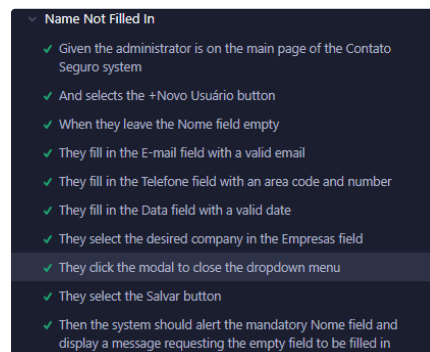 Name Not Filled In
Given the administrator is on the main page of the Contato
Seguro system
And selects the +Novo Usuário button
When they leave the Nome field empty
They fill in the E-mail field with a valid email
They fill in the Telefone field with an area code and number
They fill in the Data field with a valid date
They select the desired company in the Empresas field
They click the modal to close the dropdown menu
They select the Salvar button
Then the system should alert the mandatory Nome field and
display a message requesting the empty field to be filled in